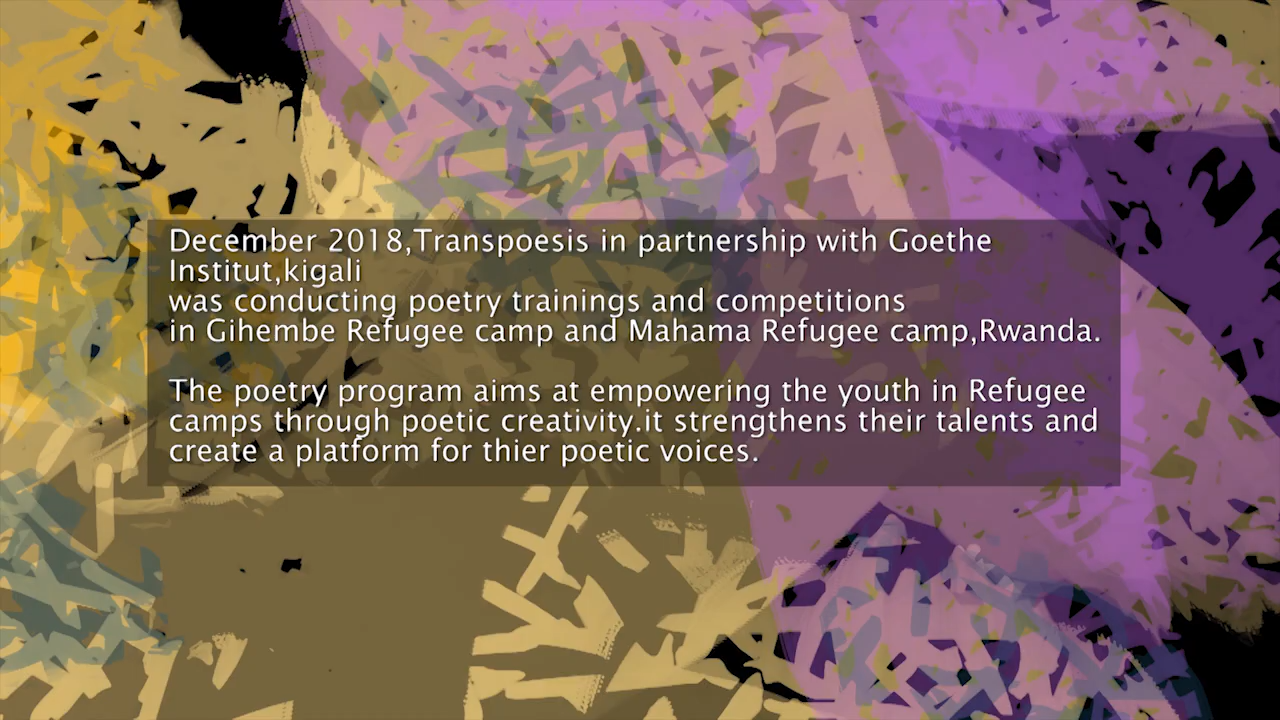 December 2018,Transpoesis in partnership with Goethe
Institut,kigali
was conducting poetry trainings and competitions
in Gihembe Refugee camp and Mahama Refugee camp,Rwanda.
The poetry program aims at empowering the youth in Refugee
camps through poetic creativity.it strengthens their talents and
create a platform for thier poetic voices.